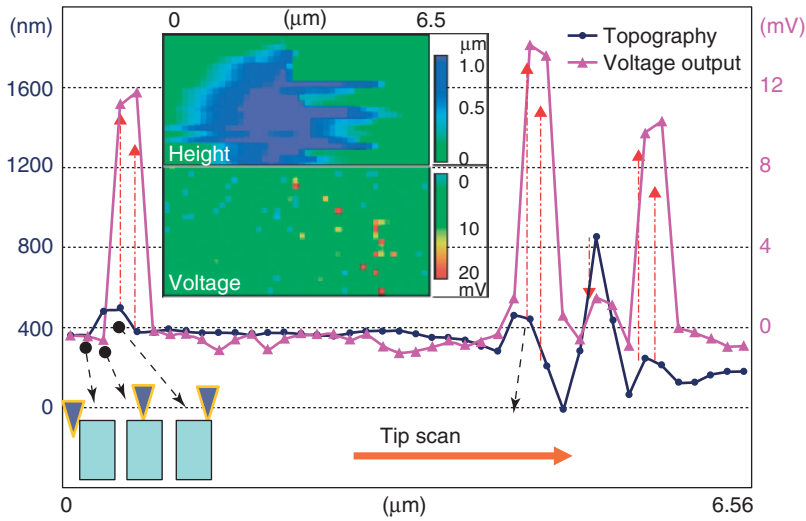 0 (μm) 6.5
(nm) (mV)
μm
Topography
Voltage output
1600 1.0 12
0.5
Height 0
1200 8
0
10
800 4
Voltage 20
mV
400 0
0
Tip scan
0 (μm) 6.56